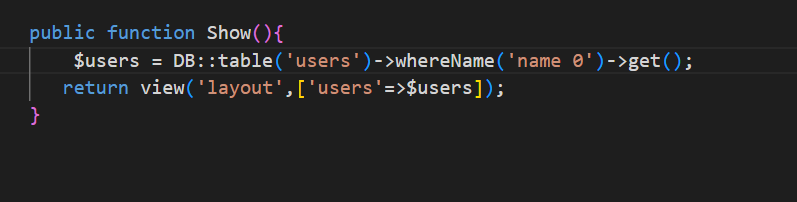 public function Show(){
$users = DB::table('users')->whereName('name 0')->get();
return view('layout',['users'=>$users]);
}